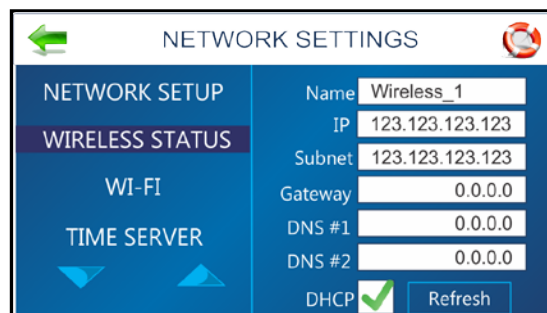 NETWORK SETTINGS
NETWORK SETUP
WIRELESS STATUS
WI-FI
TIME SERVER
Name Wireless_1
IP 123.123.123.123
Subnet 123.123.123.123
Gateway 0.0.0.0
DNS #1 0.0.0.0
DNS #2 0.0.0.0
DHCP Refresh